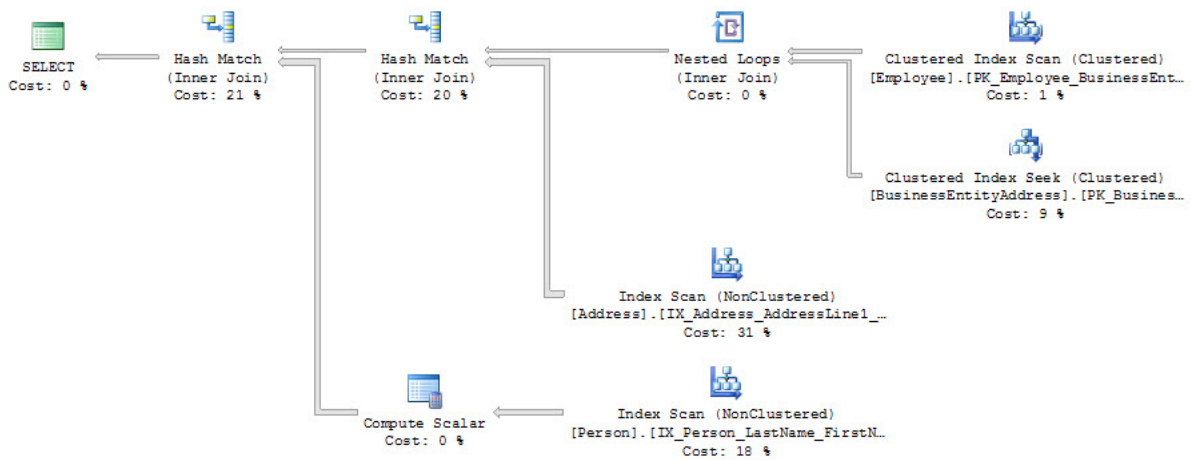 SELECT
Cost: 0 %
Hash Match
(Inner Join)
Cost: 21 %
Hash Match
(Inner Join)
Cost: 20 %
Nested Loops
(Inner Join)
Cost: 0 %
Clustered Index Scan (Clustered)
[Employee].[PK_Employee_BusinessEnt…
Cost: 1 %
Clustered Index Seek (Clustered)
[BusinessEntityAddress].[PK_Busines…
Cost: 9 %
Index Scan (NonClustered)
[Address].[IX_Address_AddressLine1_…
Cost: 31 %
Compute Scalar
Cost: 0 %
Index Scan (NonClustered)
[Person].[IX_Person_LastName_FirstN…
Cost: 18 %